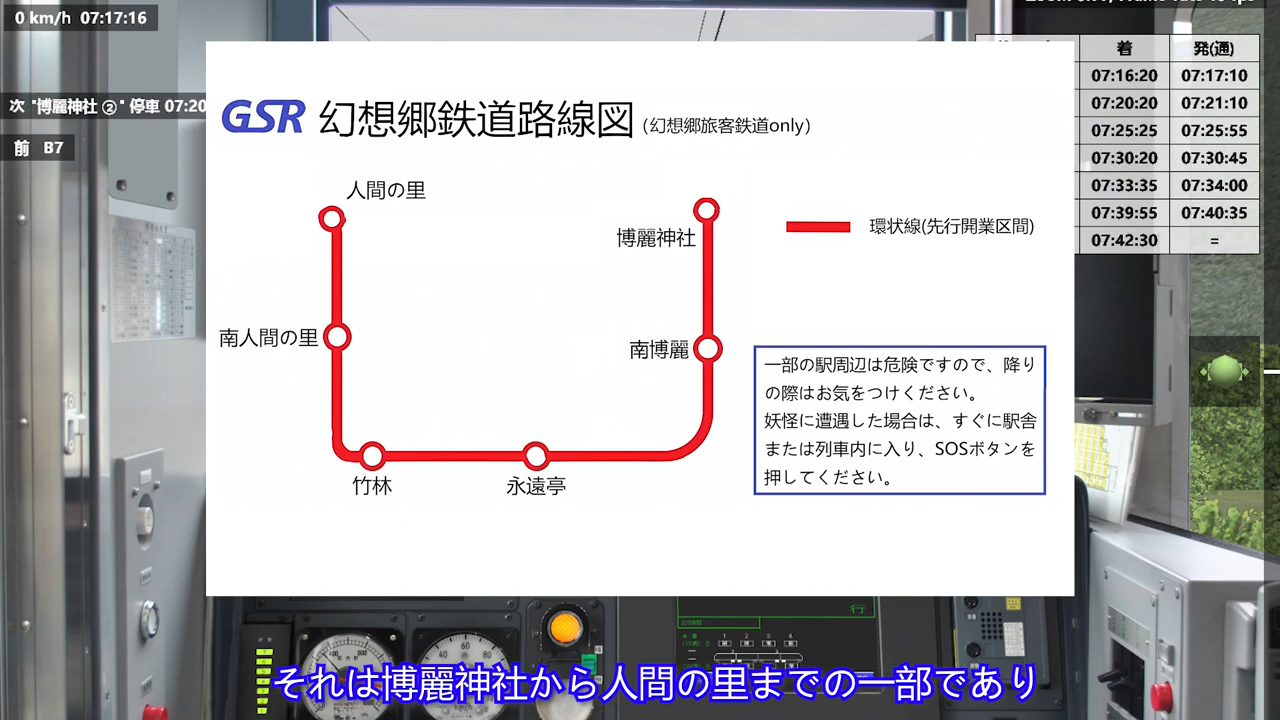 0 km/h 07:17:16
次 "博麗神社 ②" 停車 07:20
前 B7
着 発(通)
07:16:20 07:17:10
07:20:20 07:21:10
07:25:25 07:25:55
07:30:20 07:30:45
07:33:35 07:34:00
07:39:55 07:40:35
07:42:30 =
GSR 幻想郷鉄道路線図 (幻想郷旅客鉄道only)
人間の里
博麗神社
環状線(先行開業区間)
南人間の里
南博麗
竹林
永遠亭
一部の駅周辺は危険ですので、降り
の際はお気をつけください。
妖怪に遭遇した場合は、すぐに駅舎
または列車内に入り、SOSボタンを
押してください。
行
1 2 3 4
40 60 80
それは博麗神社から人間の里までの一部であり